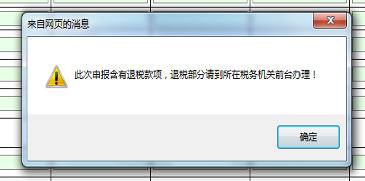 来自网页的消息
此次申报含有退税款项，退税部分请到所在税务机关前台办理！
确定